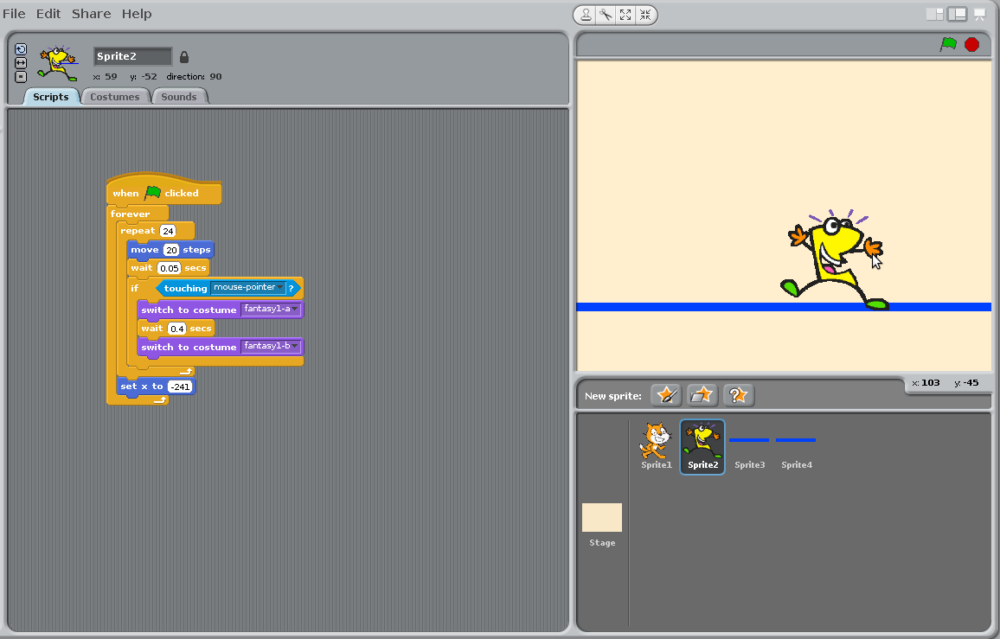 File Edit Share Help
Sprite2
x: 59 y: -52 direction: 90
Scripts Costumes Sounds
when clicked
forever
repeat 24
move 20 steps
wait 0.05 secs
if touching mouse-pointer ?
switch to costume fantasy1-a
wait 0.4 secs
switch to costume fantasy1-b
set x to -241
x: 103 y: -45
New sprite:
Sprite1 Sprite2 Sprite3 Sprite4
Stage